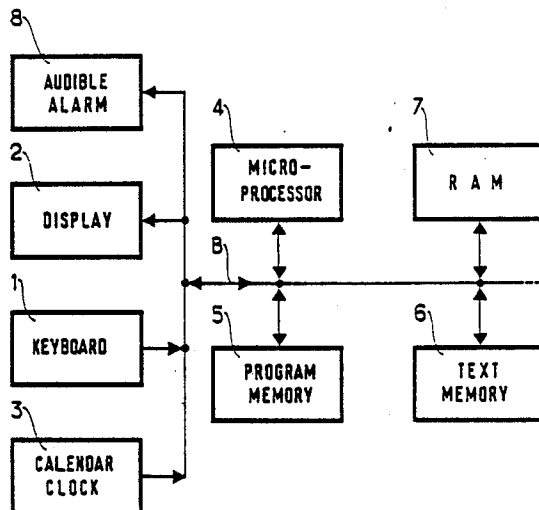 8
AUDIBLE
ALARM
4
MICRO-
PROCESSOR
7
RAM
2
DISPLAY
B
1
KEYBOARD
5
PROGRAM
MEMORY
6
TEXT
MEMORY
3
CALENDAR
CLOCK